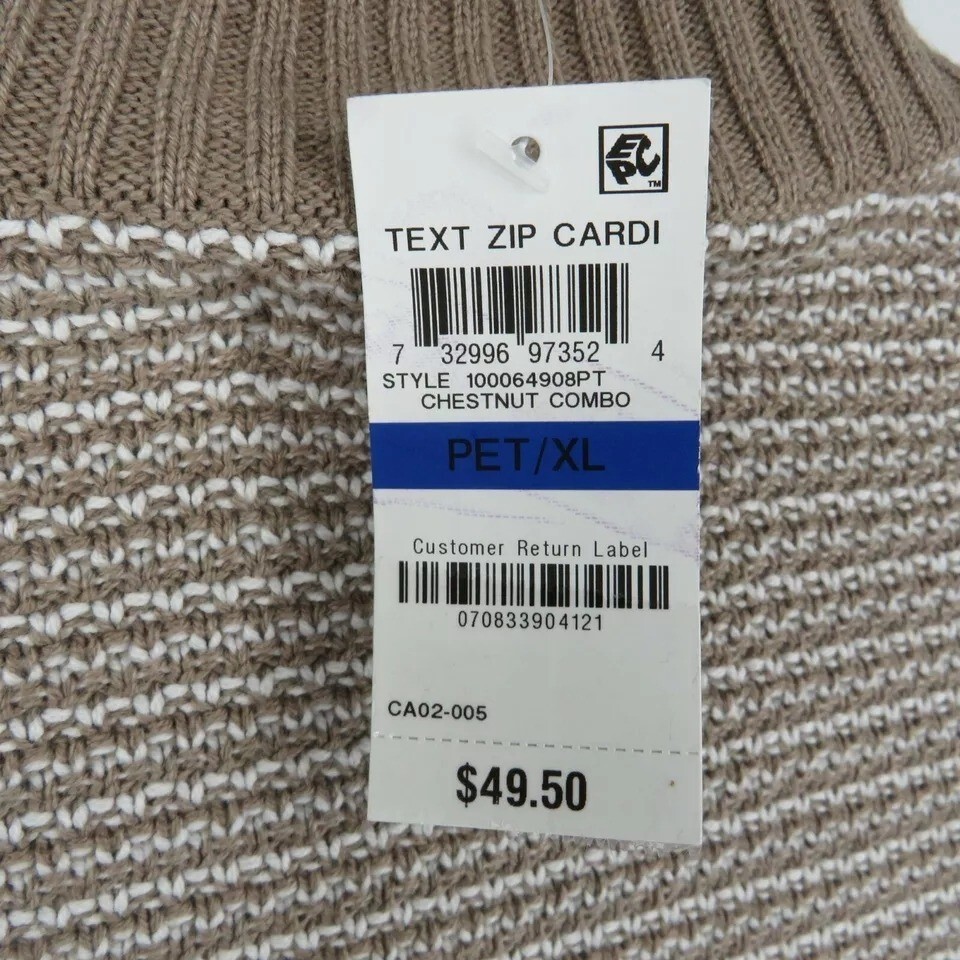 EPC
TM
TEXT ZIP CARDI
7 32996 97352 4
STYLE 100064908PT
CHESTNUT COMBO
PET/XL
Customer Return Label
070833904121
CA02-005
$49.50